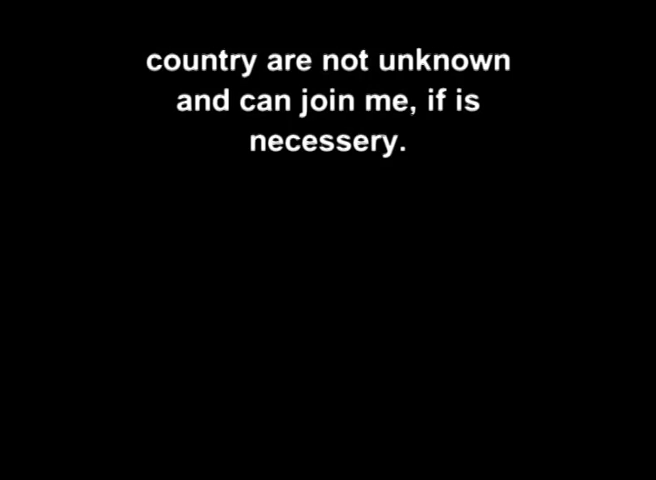 country are not unknown
and can join me, if is
necessery.